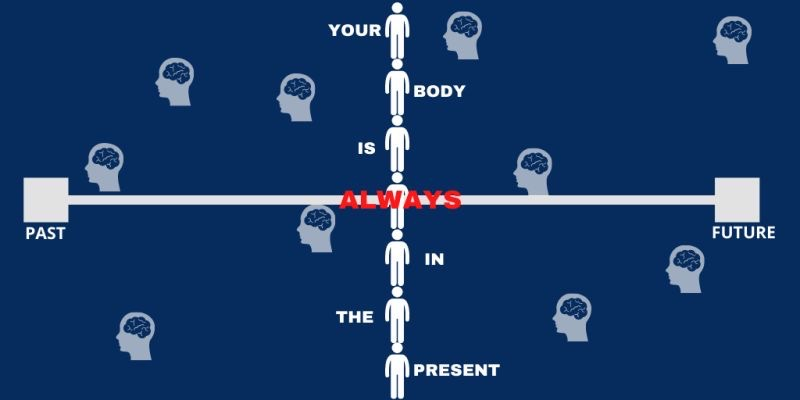 YOUR
BODY
IS
ALWAYS
PAST
FUTURE
IN
THE
PRESENT